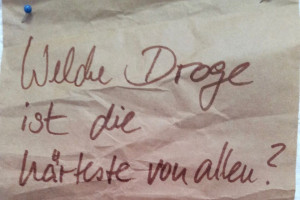 Welche Droge
ist die
härteste von allen?